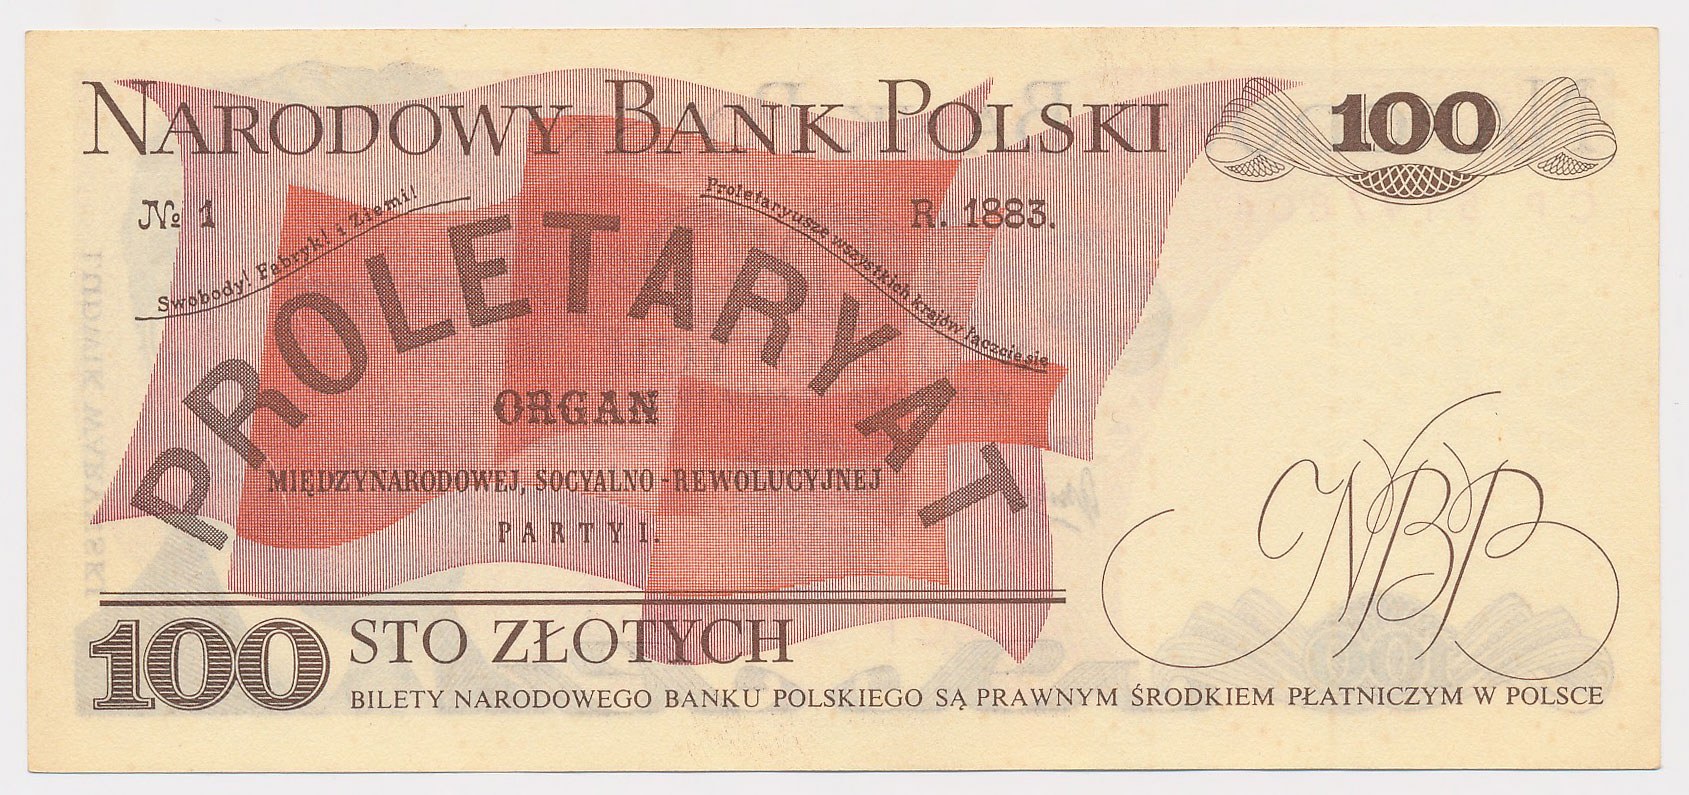 NARODOWY BANK POLSKI
100
№ 1
R. 1883.
Swobody! Fabryk! i Ziemi!
Proletaryusze wszystkich krajów łączcie się
PROLETARYAT
ORGAN
MIĘDZYNARODOWEJ, SOCYALNO-REWOLUCYJNEJ
PARTYI.
NBP
100
STO ZŁOTYCH
BILETY NARODOWEGO BANKU POLSKIEGO SĄ PRAWNYM ŚRODKIEM PŁATNICZYM W POLSCE